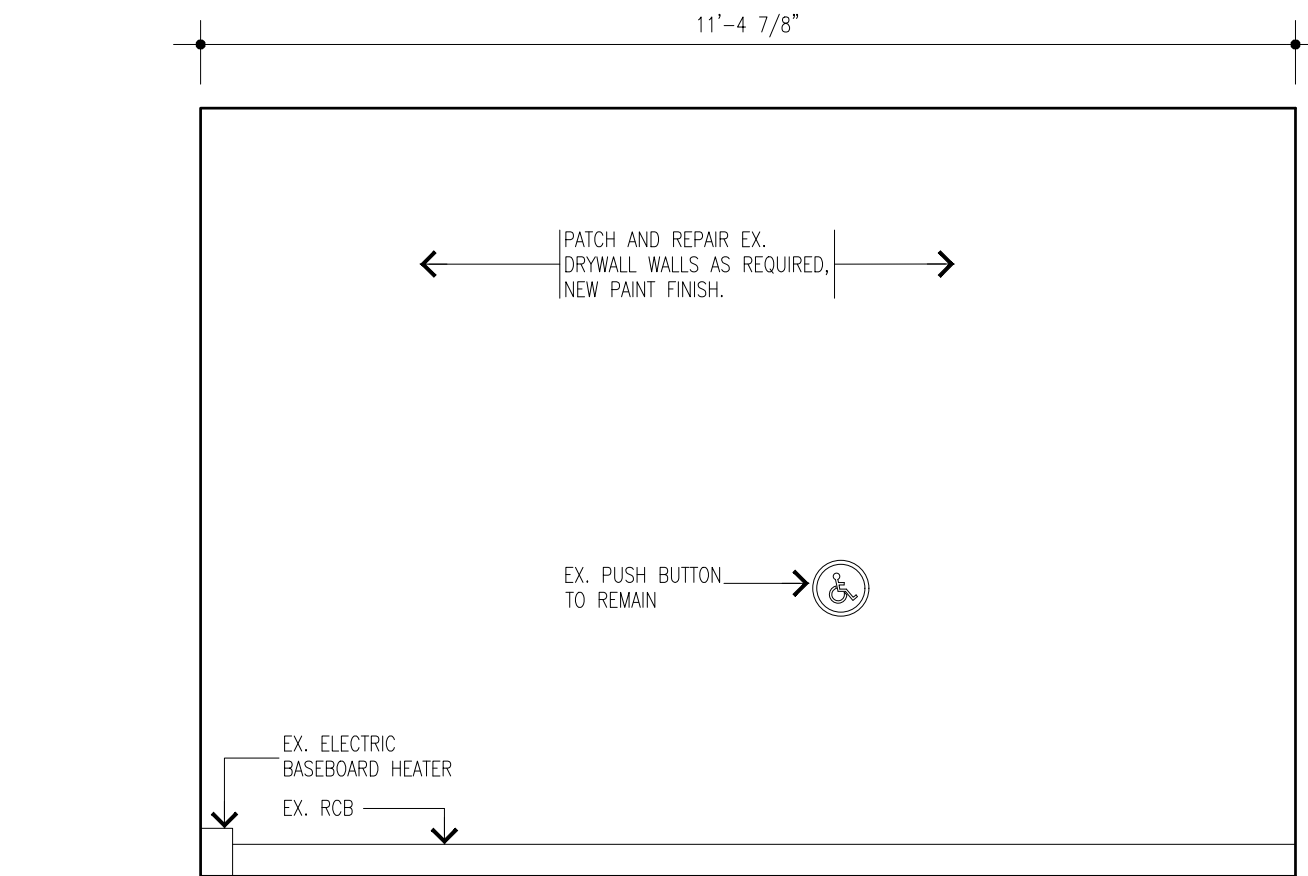 11'-4 7/8"
PATCH AND REPAIR EX.
DRYWALL WALLS AS REQUIRED,
NEW PAINT FINISH.
EX. PUSH BUTTON
TO REMAIN
EX. ELECTRIC
BASEBOARD HEATER
EX. RCB